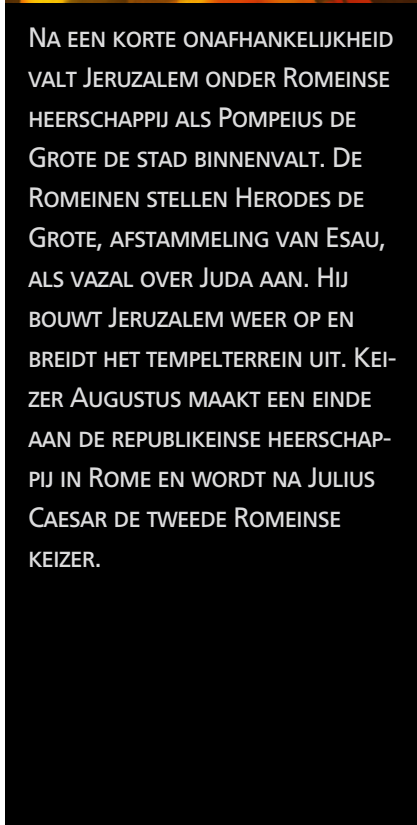 Na een korte onafhankelijkheid
valt Jeruzalem onder Romeinse
heerschappij als Pompeius de
Grote de stad binnenvalt. De
Romeinen stellen Herodes de
Grote, afstammeling van Esau,
als vazal over Juda aan. Hij
bouwt Jeruzalem weer op en
breidt het tempelterrein uit. Kei-
zer Augustus maakt een einde
aan de republikeinse heerschap-
pij in Rome en wordt na Julius
Caesar de tweede Romeinse
keizer.